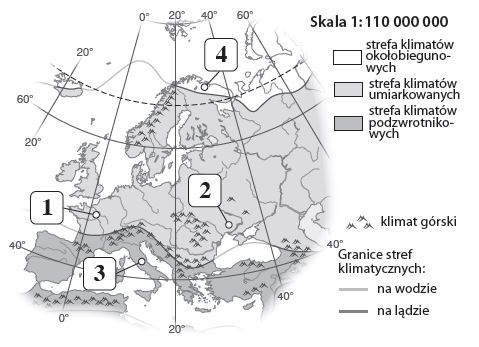 0° 20° 40° 60°
Skala 1:110 000 000
4
strefa klimatów
okołobieguno-
wych
20°
strefa klimatów
umiarkowanych
60°
strefa klimatów
podzwrotniko-
wych
20°
2
1
klimat górski
40°
40°
Granice stref
klimatycznych:
3
na wodzie
40°
na lądzie
0°
20°